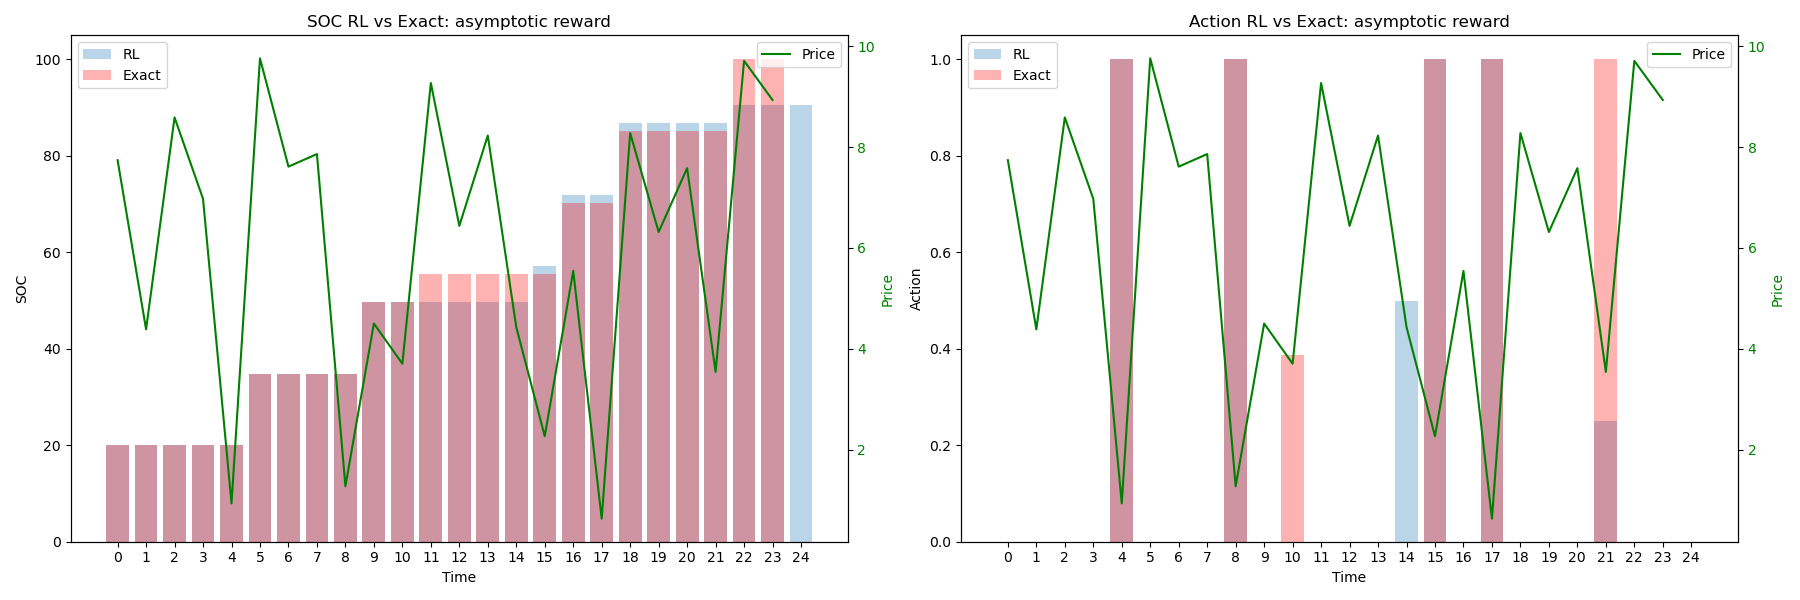 SOC RL vs Exact: asymptotic reward
RL
Exact
Price
100
80
60
40
20
0
SOC
10
8
6
4
2
Price
0 1 2 3 4 5 6 7 8 9 10 11 12 13 14 15 16 17 18 19 20 21 22 23 24
Time
Action RL vs Exact: asymptotic reward
RL
Exact
Price
1.0
0.8
0.6
0.4
0.2
0.0
Action
10
8
6
4
2
Price
0 1 2 3 4 5 6 7 8 9 10 11 12 13 14 15 16 17 18 19 20 21 22 23 24
Time